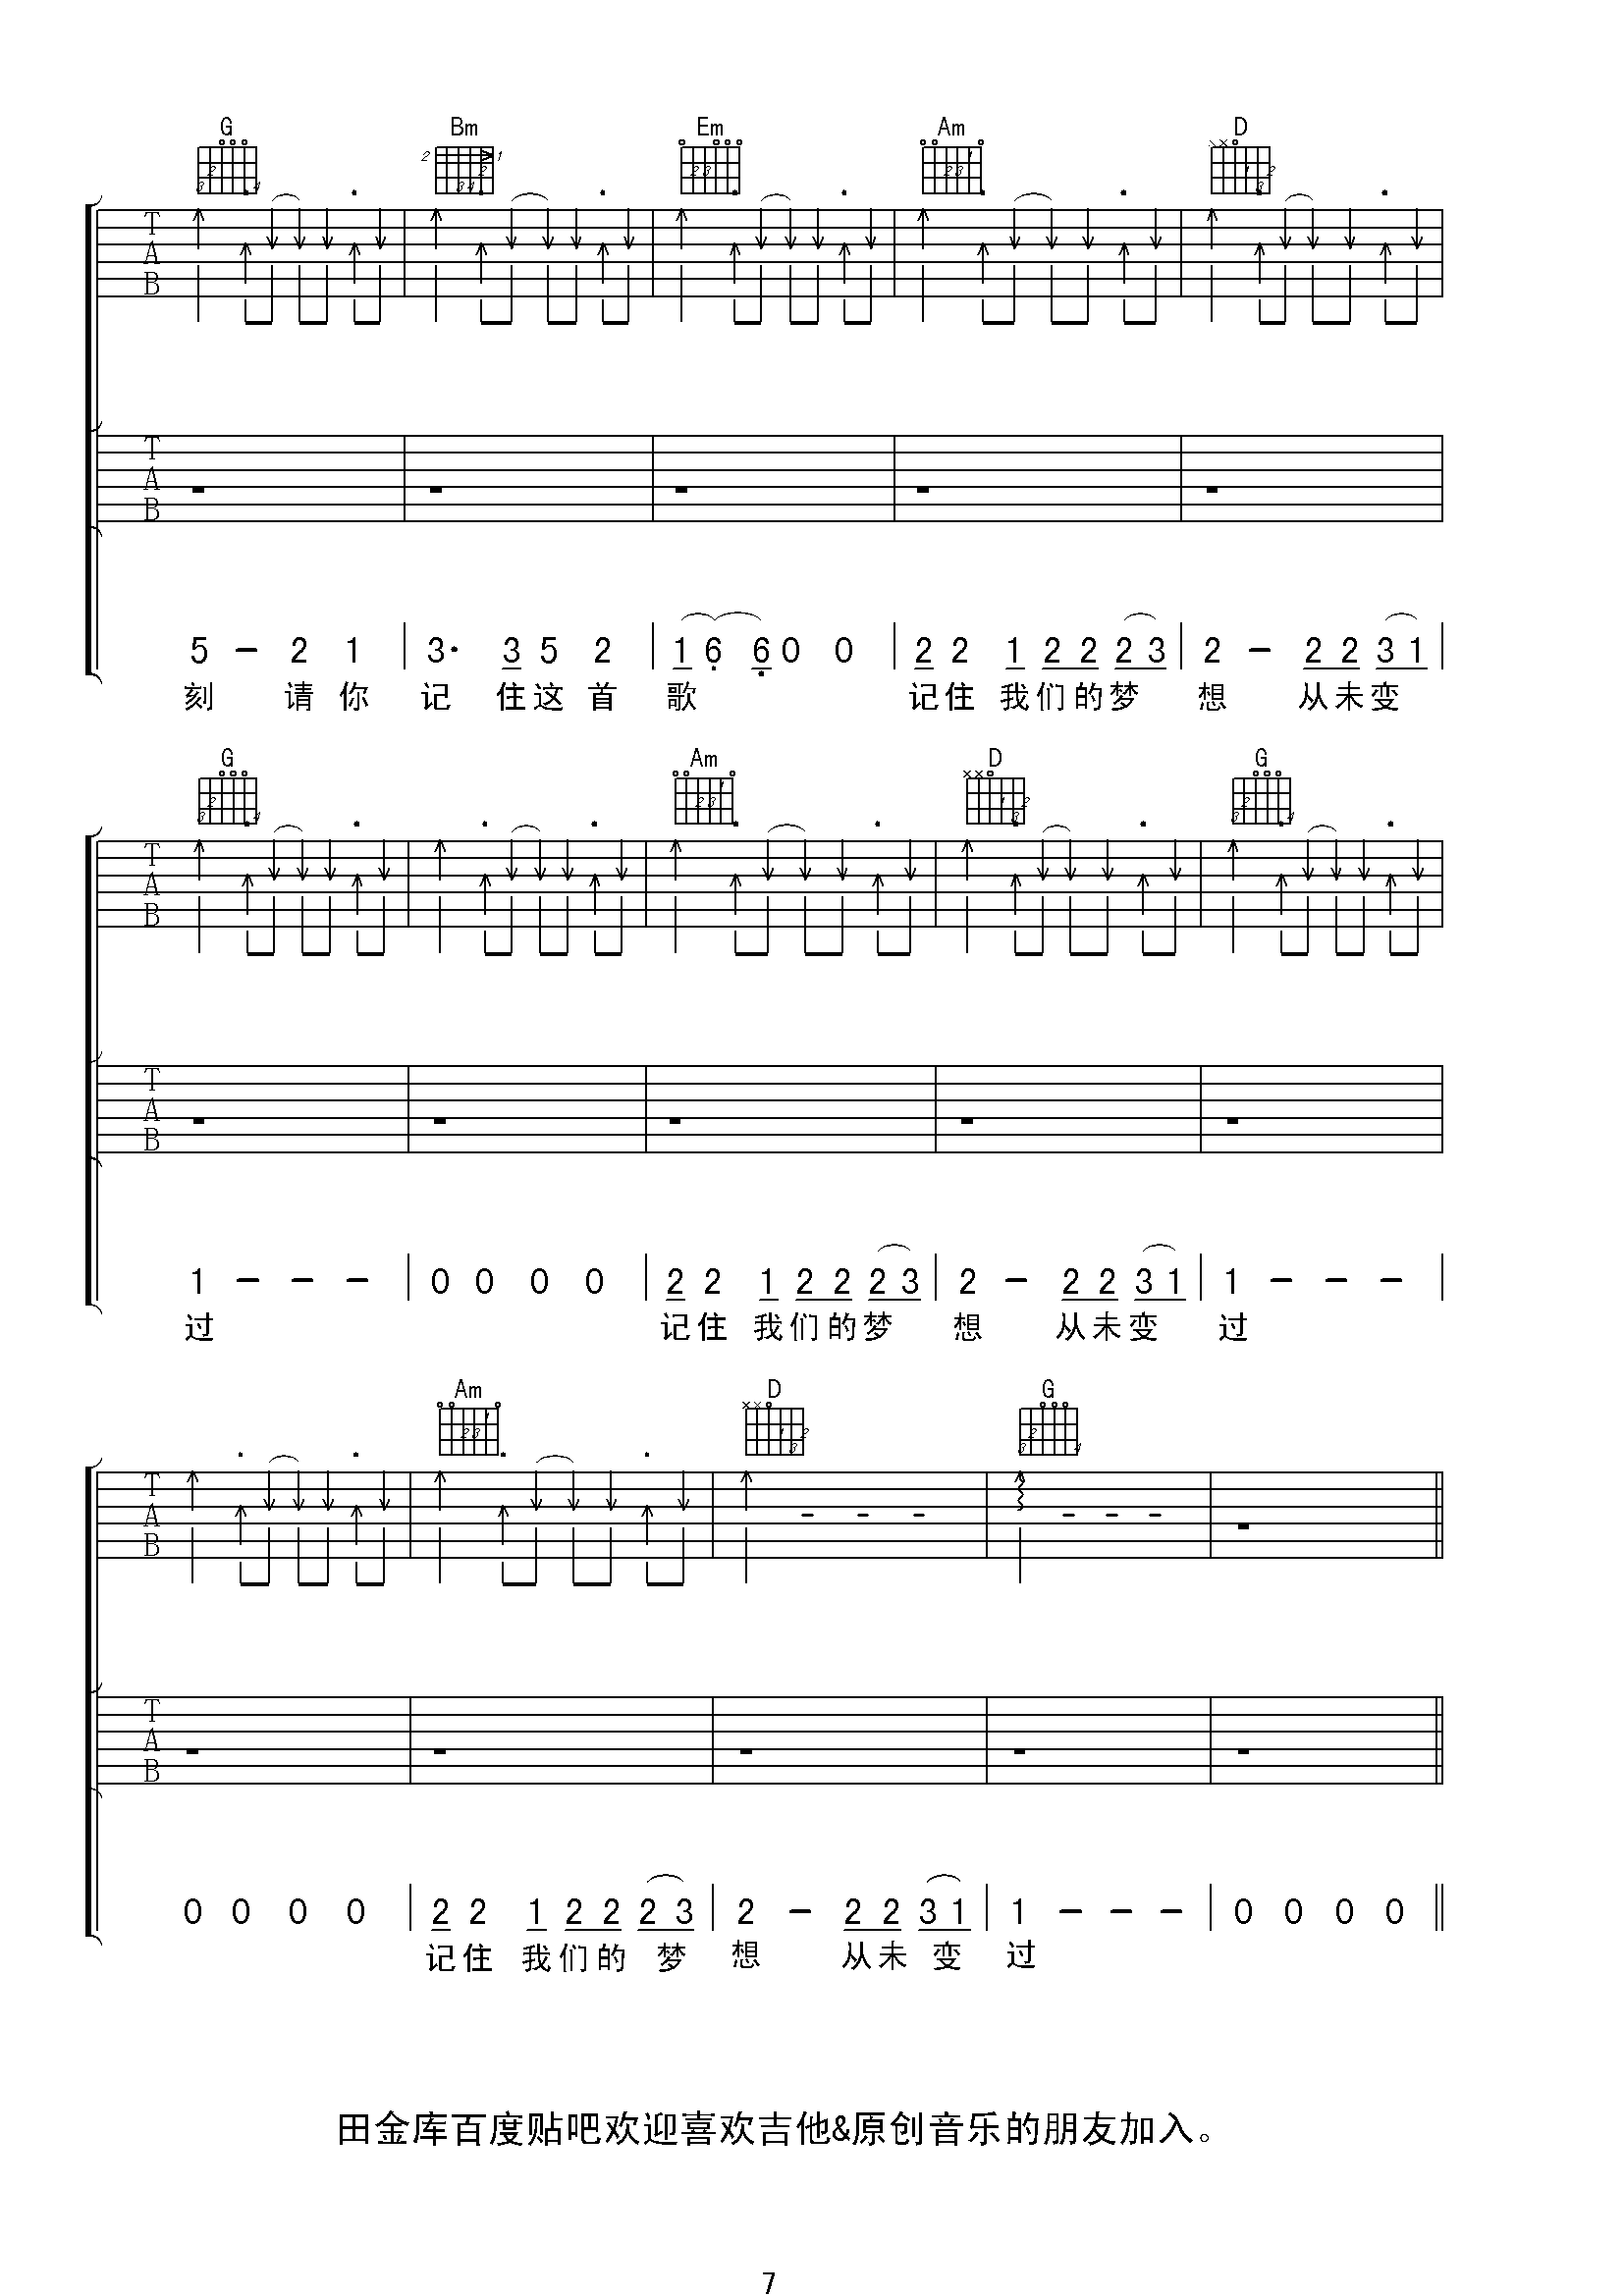 G Bm Em Am D
T A B
T A B
5 - 2 1 | 3· 3 5 2 | 1 6 6 0 0 | 2 2 1 2 2 2 3 | 2 - 2 2 3 1 |
刻 请 你 记 住 这 首 歌 记 住 我 们 的 梦 想 从 未 变
G Am D G
T A B
T A B
1 - - - | 0 0 0 0 | 2 2 1 2 2 2 3 | 2 - 2 2 3 1 | 1 - - - |
过 记 住 我 们 的 梦 想 从 未 变 过
Am D G
T A B
T A B
0 0 0 0 | 2 2 1 2 2 2 3 | 2 - 2 2 3 1 | 1 - - - | 0 0 0 0 ‖
记 住 我 们 的 梦 想 从 未 变 过
田金库百度贴吧欢迎喜欢吉他&原创音乐的朋友加入。
7